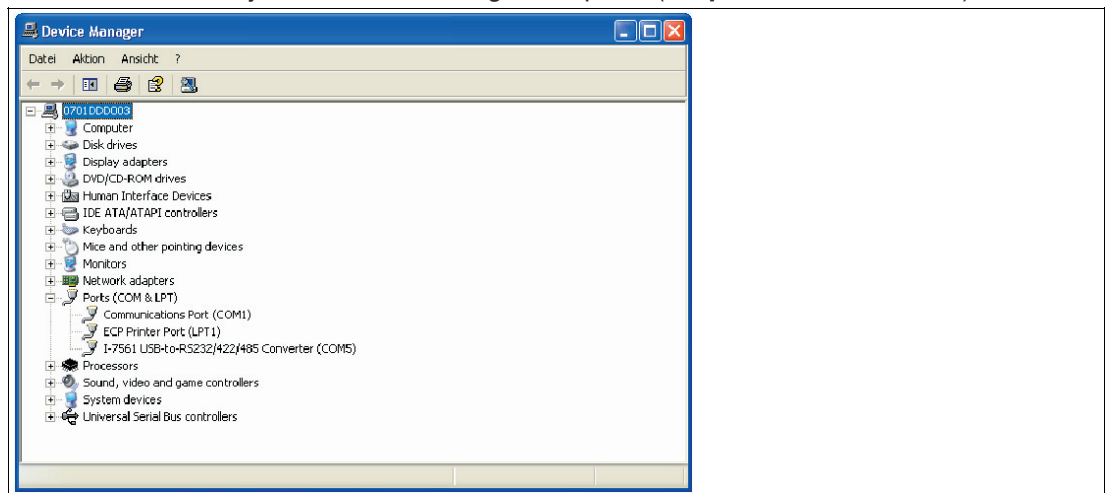 Device Manager
Datei Aktion Ansicht ?
0701DDD003
Computer
Disk drives
Display adapters
DVD/CD-ROM drives
Human Interface Devices
IDE ATA/ATAPI controllers
Keyboards
Mice and other pointing devices
Monitors
Network adapters
Ports (COM & LPT)
Communications Port (COM1)
ECP Printer Port (LPT1)
I-7561 USB-to-RS232/422/485 Converter (COM5)
Processors
Sound, video and game controllers
System devices
Universal Serial Bus controllers